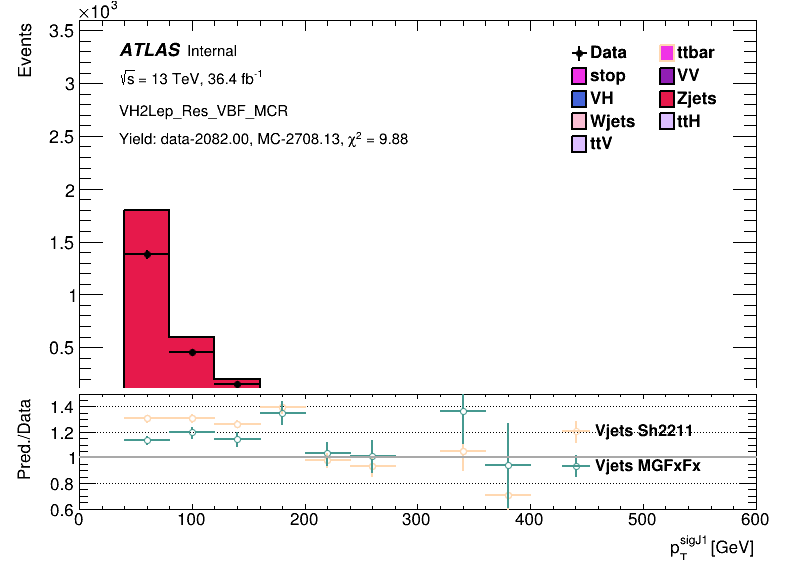 ×10³
Events
3.5
3
2.5
2
1.5
1
0.5
ATLAS Internal
√s = 13 TeV, 36.4 fb⁻¹
VH2Lep_Res_VBF_MCR
Yield: data-2082.00, MC-2708.13, χ² = 9.88
Data ttbar
stop VV
VH Zjets
Wjets ttH
ttV
Pred./Data
1.4
1.2
1
0.8
0.6
Vjets Sh2211
Vjets MGFxFx
0 100 200 300 400 500 600
p_T^sigJ1 [GeV]